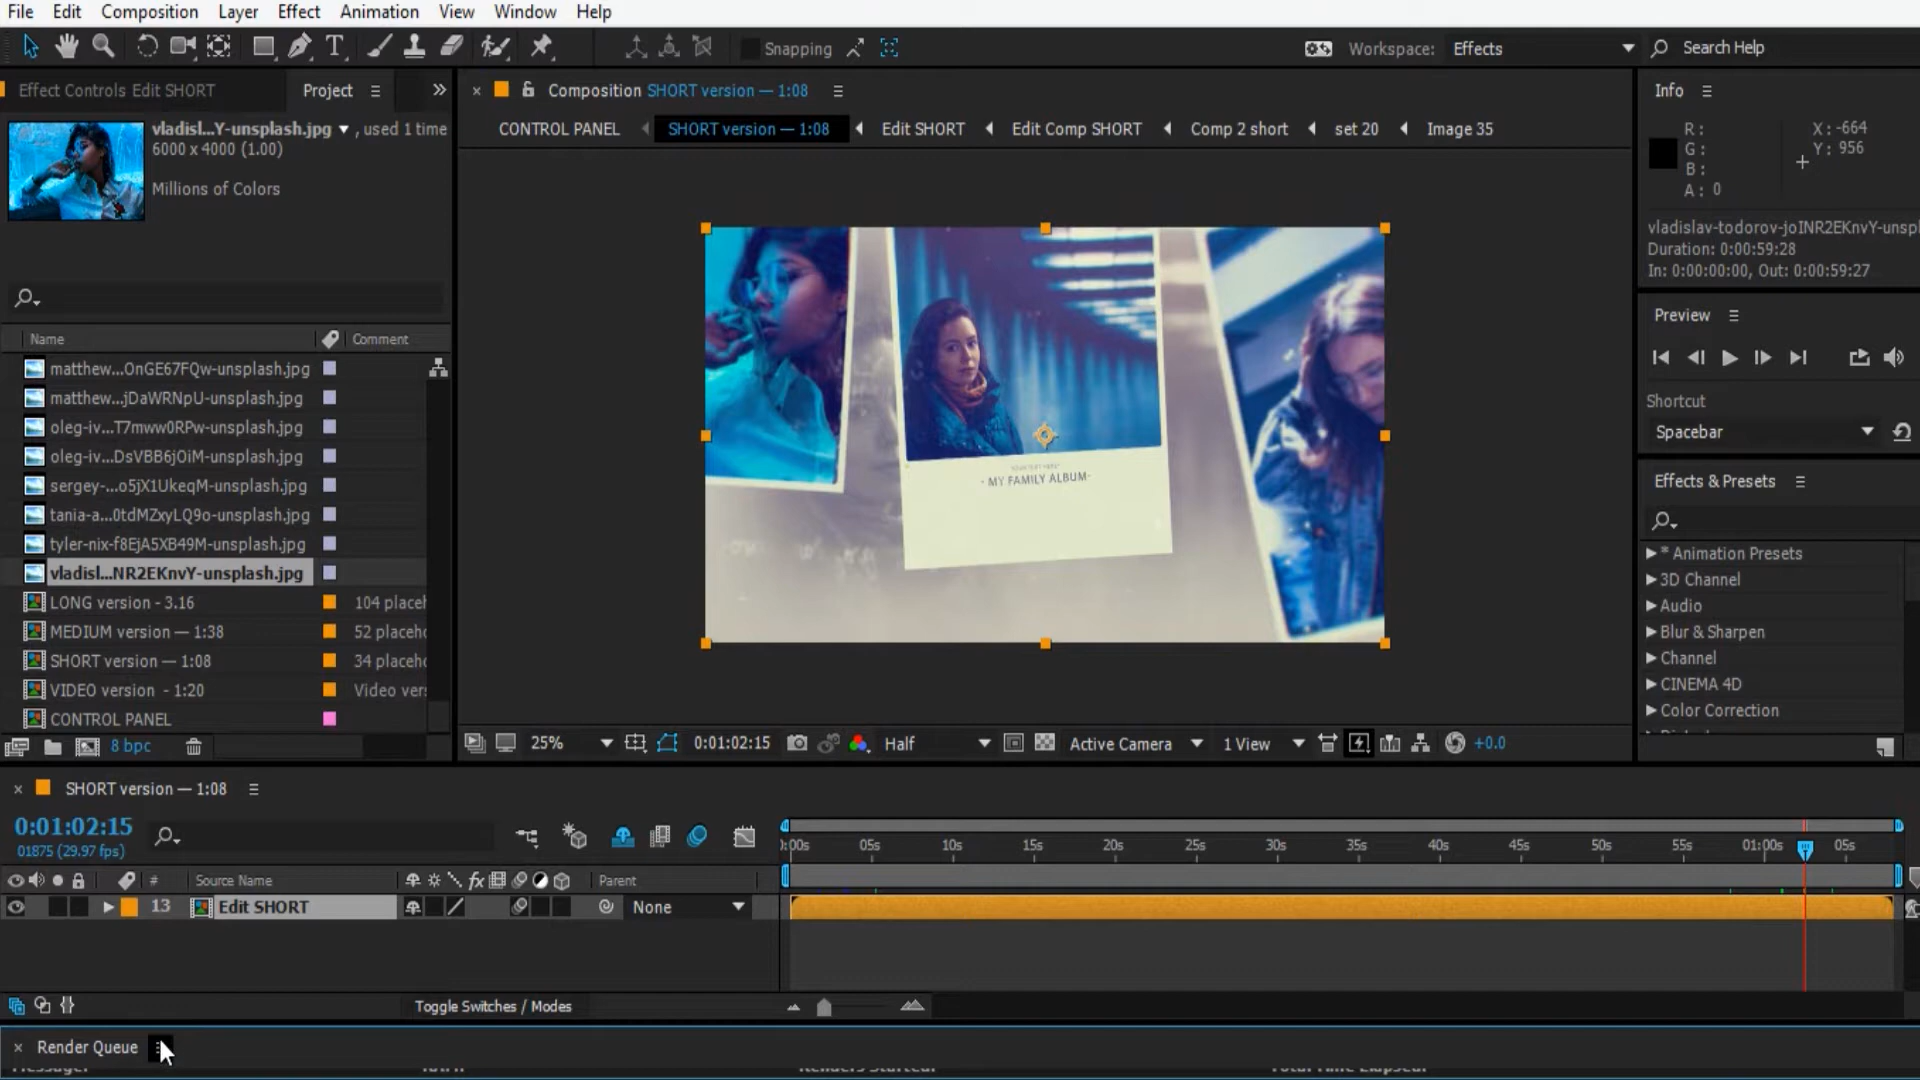 File Edit Composition Layer Effect Animation View Window Help
Snapping Workspace: Effects Search Help
Effect Controls Edit SHORT Project
Composition SHORT version — 1:08
Info
vladisl...Y-unsplash.jpg , used 1 time
6000 x 4000 (1.00)
Millions of Colors
CONTROL PANEL SHORT version — 1:08 Edit SHORT Edit Comp SHORT Comp 2 short set 20 Image 35
R: X: -664
G: Y: 956
B:
A: 0
vladislav-todorov-joINR2EKnvY-unspl
Duration: 0:00:59:28
In: 0:00:00:00, Out: 0:00:59:27
Preview
Shortcut
Spacebar
Effects & Presets
* Animation Presets
3D Channel
Audio
Blur & Sharpen
Channel
CINEMA 4D
Color Correction
Name Comment
matthew...OnGE67FQw-unsplash.jpg
matthew...jDaWRNpU-unsplash.jpg
oleg-iv...T7mww0RPw-unsplash.jpg
oleg-iv...DsVBB6jOiM-unsplash.jpg
sergey-...o5jX1UkeqM-unsplash.jpg
tania-a...0tdMZxyLQ9o-unsplash.jpg
tyler-nix-f8EjA5XB49M-unsplash.jpg
vladisl...NR2EKnvY-unsplash.jpg
LONG version - 3.16 104 placeh
MEDIUM version — 1:38 52 placeho
SHORT version — 1:08 34 placeho
VIDEO version - 1:20 Video vers
CONTROL PANEL
8 bpc
- MY FAMILY ALBUM-
25% 0:01:02:15 Half Active Camera 1 View +0.0
SHORT version — 1:08
0:01:02:15
01875 (29.97 fps)
:00s 05s 10s 15s 20s 25s 30s 35s 40s 45s 50s 55s 01:00s 05s
# Source Name fx Parent
13 Edit SHORT None
Toggle Switches / Modes
Render Queue